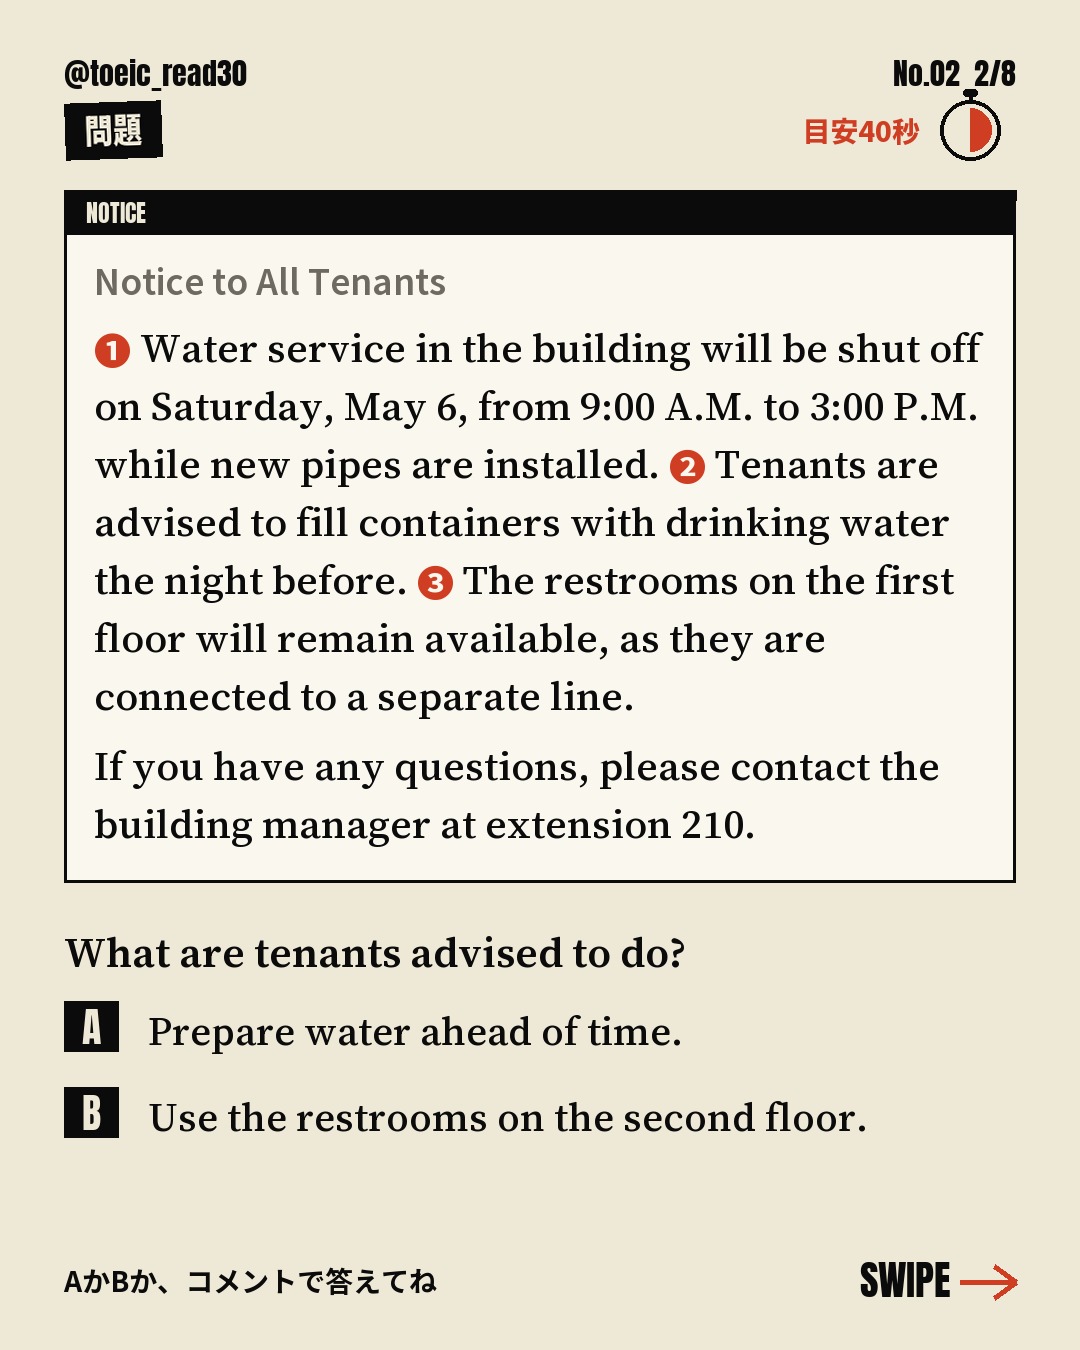 @toeic_read30
No.02 2/8
問題
目安40秒
NOTICE
Notice to All Tenants
❶ Water service in the building will be shut off
on Saturday, May 6, from 9:00 A.M. to 3:00 P.M.
while new pipes are installed. ❷ Tenants are
advised to fill containers with drinking water
the night before. ❸ The restrooms on the first
floor will remain available, as they are
connected to a separate line.
If you have any questions, please contact the
building manager at extension 210.
What are tenants advised to do?
A Prepare water ahead of time.
B Use the restrooms on the second floor.
AかBか、コメントで答えてね
SWIPE